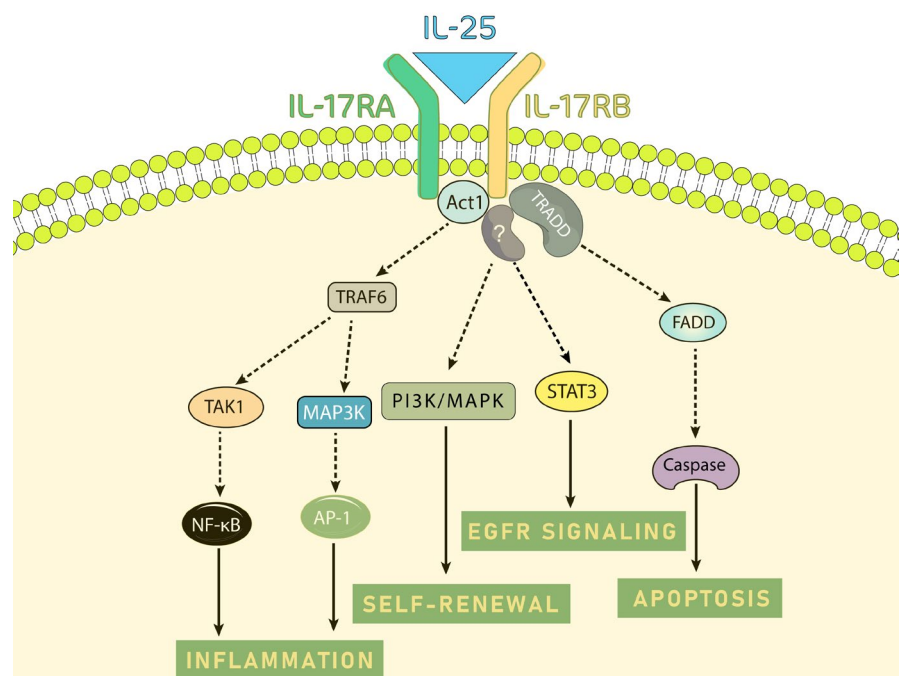 IL-25
IL-17RA
IL-17RB
Act1
?
TRADD
TRAF6
FADD
TAK1
MAP3K
PI3K/MAPK
STAT3
Caspase
NF-κB
AP-1
EGFR SIGNALING
SELF-RENEWAL
APOPTOSIS
INFLAMMATION